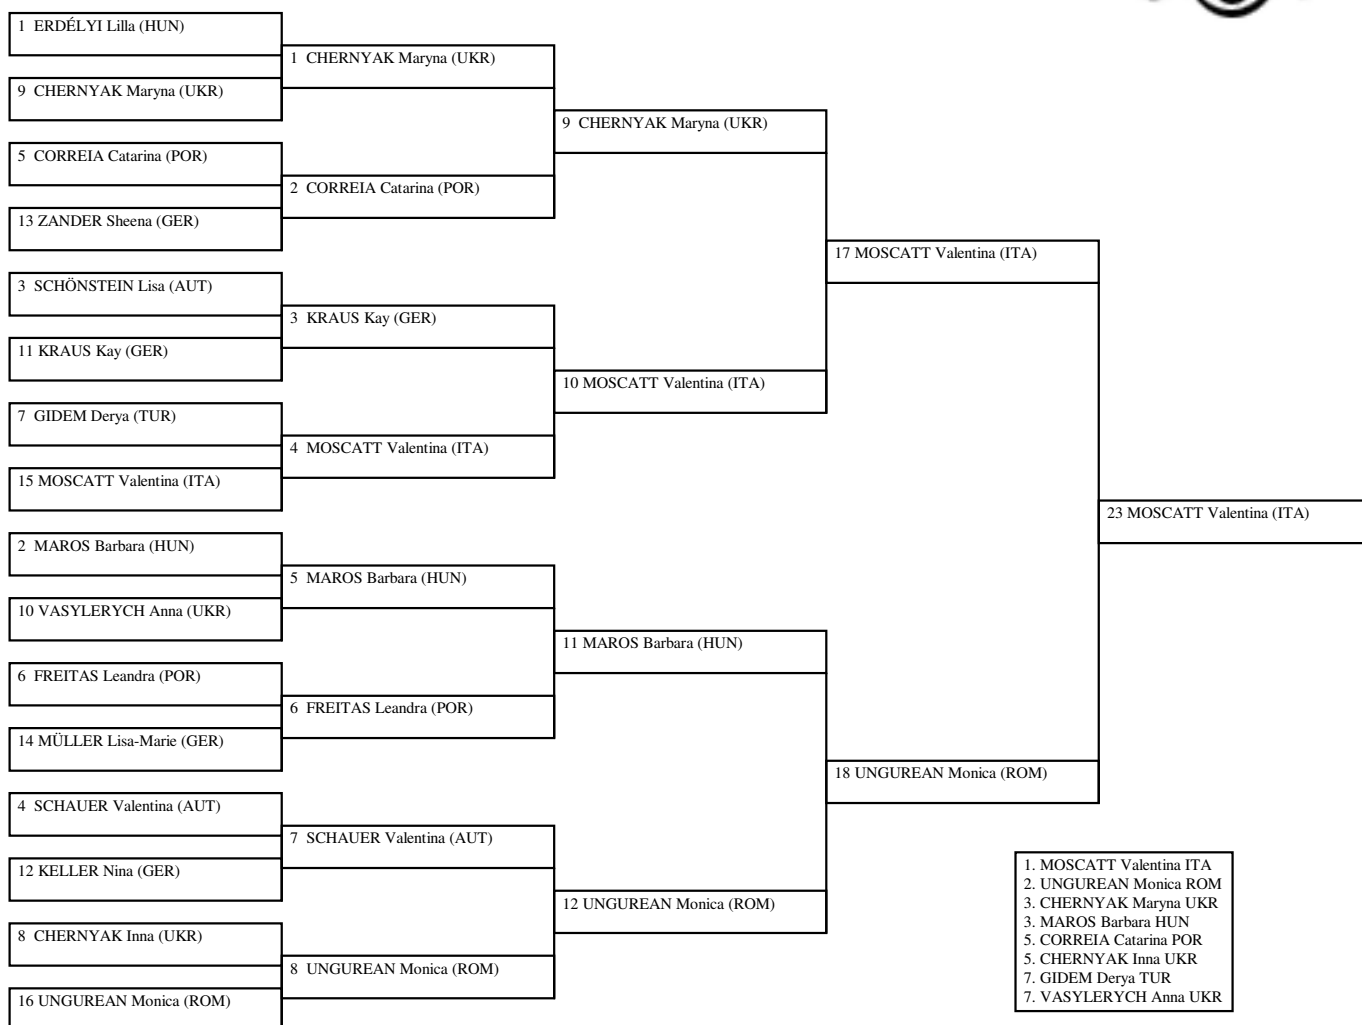 1 ERDÉLYI Lilla (HUN)
9 CHERNYAK Maryna (UKR)
5 CORREIA Catarina (POR)
13 ZANDER Sheena (GER)
3 SCHÖNSTEIN Lisa (AUT)
11 KRAUS Kay (GER)
7 GIDEM Derya (TUR)
15 MOSCATT Valentina (ITA)
2 MAROS Barbara (HUN)
10 VASYLERYCH Anna (UKR)
6 FREITAS Leandra (POR)
14 MÜLLER Lisa-Marie (GER)
4 SCHAUER Valentina (AUT)
12 KELLER Nina (GER)
8 CHERNYAK Inna (UKR)
16 UNGUREAN Monica (ROM)
1 CHERNYAK Maryna (UKR)
2 CORREIA Catarina (POR)
3 KRAUS Kay (GER)
4 MOSCATT Valentina (ITA)
5 MAROS Barbara (HUN)
6 FREITAS Leandra (POR)
7 SCHAUER Valentina (AUT)
8 UNGUREAN Monica (ROM)
9 CHERNYAK Maryna (UKR)
10 MOSCATT Valentina (ITA)
11 MAROS Barbara (HUN)
12 UNGUREAN Monica (ROM)
17 MOSCATT Valentina (ITA)
18 UNGUREAN Monica (ROM)
23 MOSCATT Valentina (ITA)
1. MOSCATT Valentina ITA
2. UNGUREAN Monica ROM
3. CHERNYAK Maryna UKR
3. MAROS Barbara HUN
5. CORREIA Catarina POR
5. CHERNYAK Inna UKR
7. GIDEM Derya TUR
7. VASYLERYCH Anna UKR